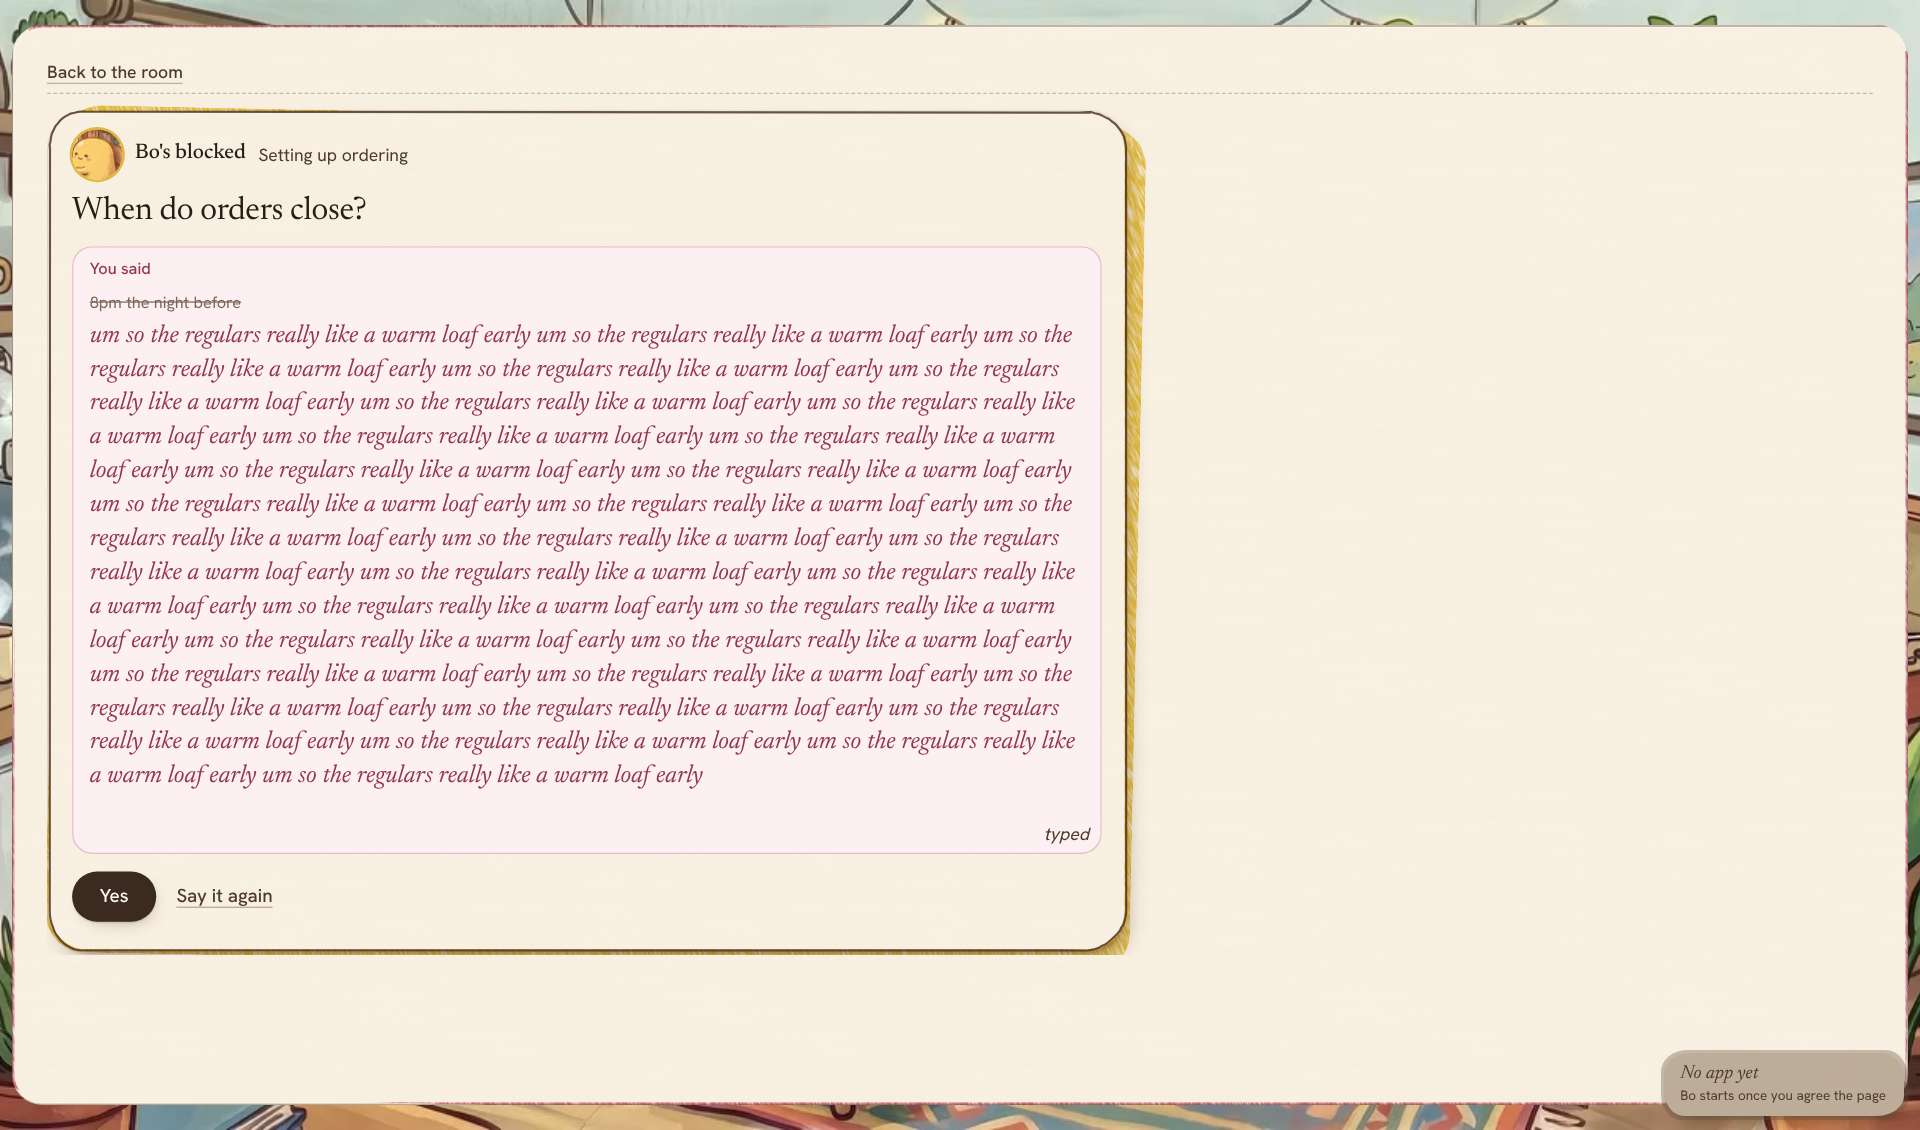 Back to the room
Bo's blocked Setting up ordering
When do orders close?
You said
8pm the night before
um so the regulars really like a warm loaf early um so the regulars really like a warm loaf early um so the
regulars really like a warm loaf early um so the regulars really like a warm loaf early um so the regulars
really like a warm loaf early um so the regulars really like a warm loaf early um so the regulars really like
a warm loaf early um so the regulars really like a warm loaf early um so the regulars really like a warm
loaf early um so the regulars really like a warm loaf early um so the regulars really like a warm loaf early
um so the regulars really like a warm loaf early um so the regulars really like a warm loaf early um so the
regulars really like a warm loaf early um so the regulars really like a warm loaf early um so the regulars
really like a warm loaf early um so the regulars really like a warm loaf early um so the regulars really like
a warm loaf early um so the regulars really like a warm loaf early um so the regulars really like a warm
loaf early um so the regulars really like a warm loaf early um so the regulars really like a warm loaf early
um so the regulars really like a warm loaf early um so the regulars really like a warm loaf early um so the
regulars really like a warm loaf early um so the regulars really like a warm loaf early um so the regulars
really like a warm loaf early um so the regulars really like a warm loaf early um so the regulars really like
a warm loaf early um so the regulars really like a warm loaf early
typed
Yes Say it again
No app yet
Bo starts once you agree the page